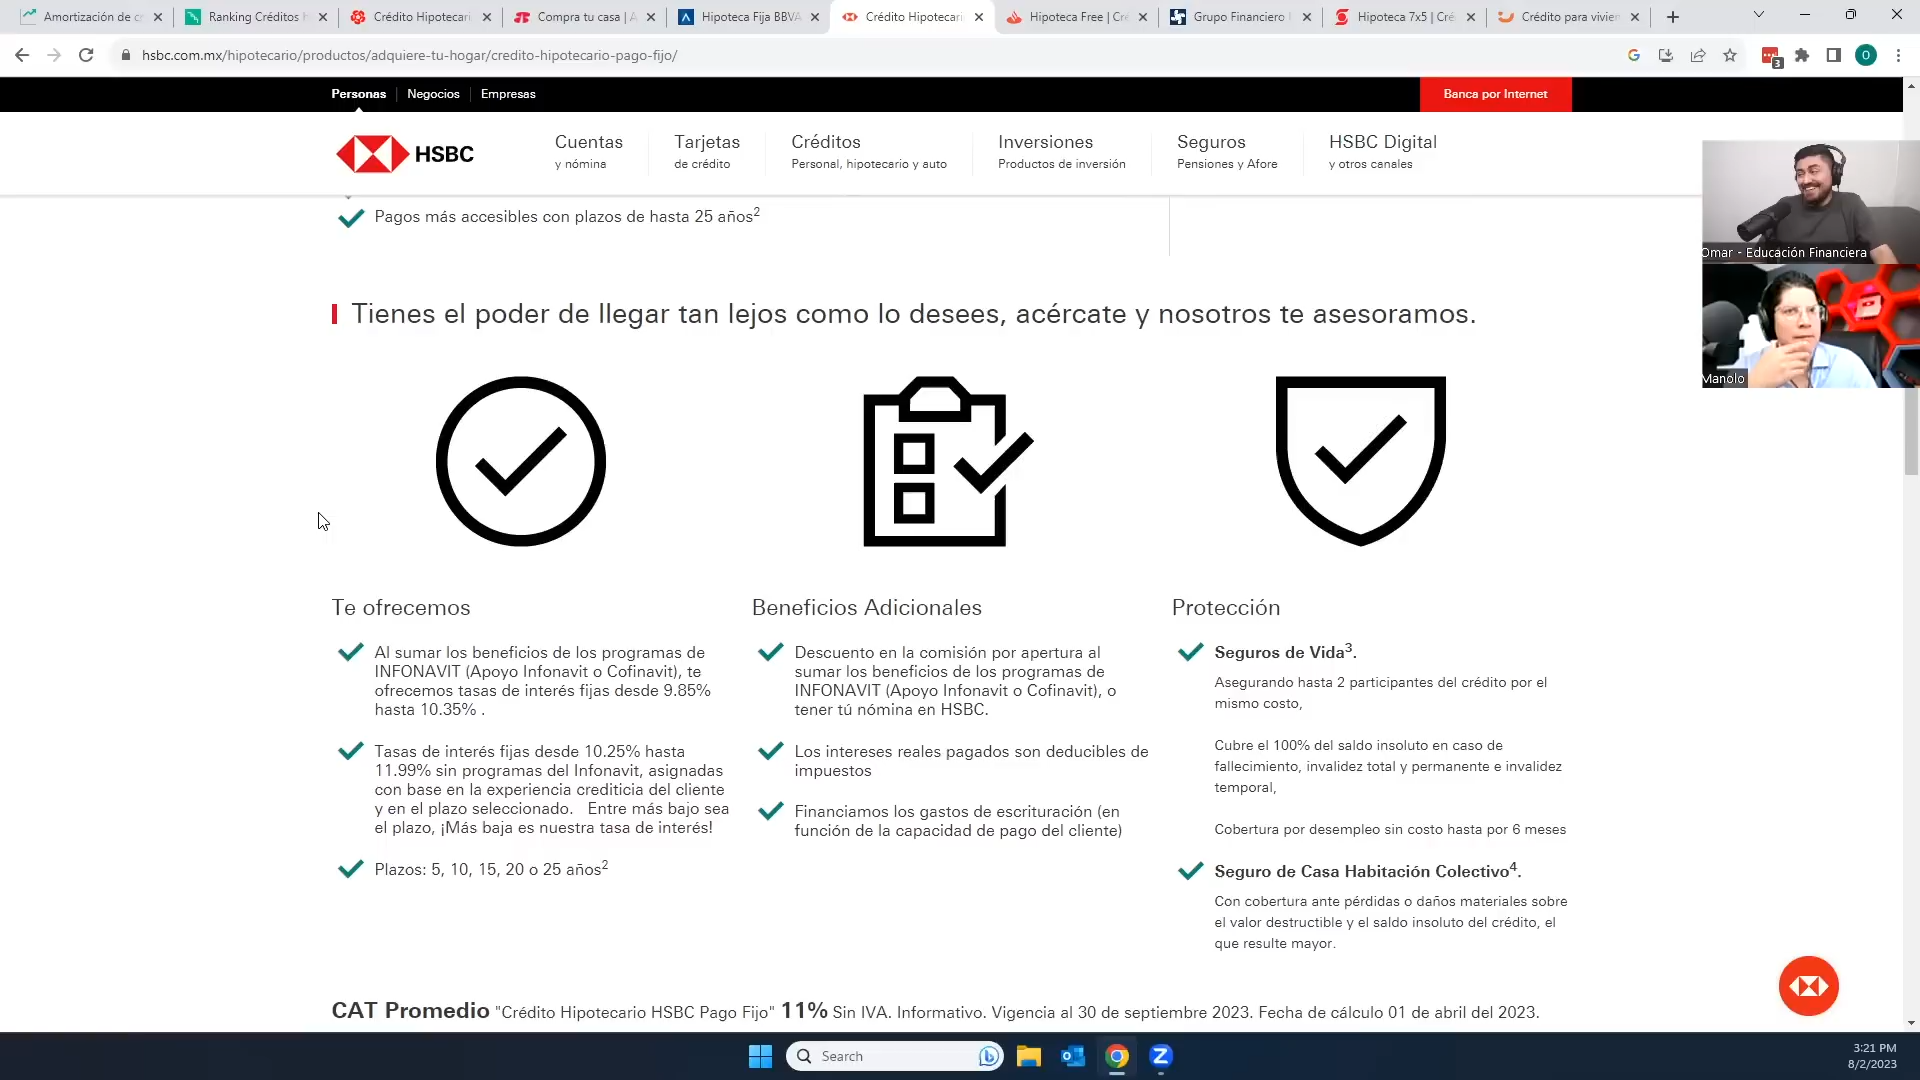 Amortización de c
Ranking Créditos
Crédito Hipotecari
Compra tu casa | A
Hipoteca Fija BBVA
Crédito Hipotecari
Hipoteca Free | Cré
Grupo Financiero
Hipoteca 7x5 | Cré
Crédito para vivien
hsbc.com.mx/hipotecario/productos/adquiere-tu-hogar/credito-hipotecario-pago-fijo/
3
O
Personas
Negocios
Empresas
Banca por Internet
HSBC
Cuentas
y nómina
Tarjetas
de crédito
Créditos
Personal, hipotecario y auto
Inversiones
Productos de inversión
Seguros
Pensiones y Afore
HSBC Digital
y otros canales
Omar - Educación Financiera
Manolo
Pagos más accesibles con plazos de hasta 25 años2
Tienes el poder de llegar tan lejos como lo desees, acércate y nosotros te asesoramos.
Te ofrecemos
Al sumar los beneficios de los programas de
INFONAVIT (Apoyo Infonavit o Cofinavit), te
ofrecemos tasas de interés fijas desde 9.85%
hasta 10.35% .
Tasas de interés fijas desde 10.25% hasta
11.99% sin programas del Infonavit, asignadas
con base en la experiencia crediticia del cliente
y en el plazo seleccionado. Entre más bajo sea
el plazo, ¡Más baja es nuestra tasa de interés!
Plazos: 5, 10, 15, 20 o 25 años2
Beneficios Adicionales
Descuento en la comisión por apertura al
sumar los beneficios de los programas de
INFONAVIT (Apoyo Infonavit o Cofinavit), o
tener tú nómina en HSBC.
Los intereses reales pagados son deducibles de
impuestos
Financiamos los gastos de escrituración (en
función de la capacidad de pago del cliente)
Protección
Seguros de Vida3.
Asegurando hasta 2 participantes del crédito por el
mismo costo,
Cubre el 100% del saldo insoluto en caso de
fallecimiento, invalidez total y permanente e invalidez
temporal,
Cobertura por desempleo sin costo hasta por 6 meses
Seguro de Casa Habitación Colectivo4.
Con cobertura ante pérdidas o daños materiales sobre
el valor destructible y el saldo insoluto del crédito, el
que resulte mayor.
CAT Promedio "Crédito Hipotecario HSBC Pago Fijo" 11% Sin IVA. Informativo. Vigencia al 30 de septiembre 2023. Fecha de cálculo 01 de abril del 2023.
Search
3:21 PM
8/2/2023